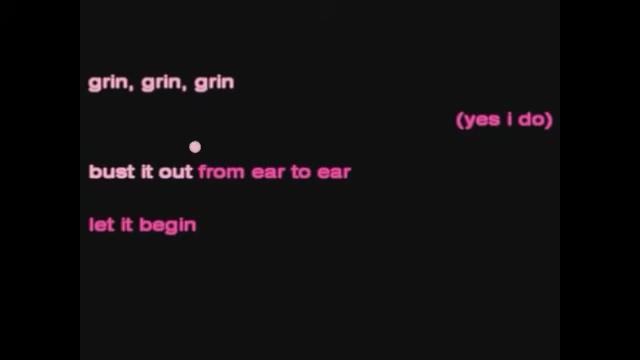 grin, grin, grin
(yes i do)
bust it out from ear to ear
let it begin